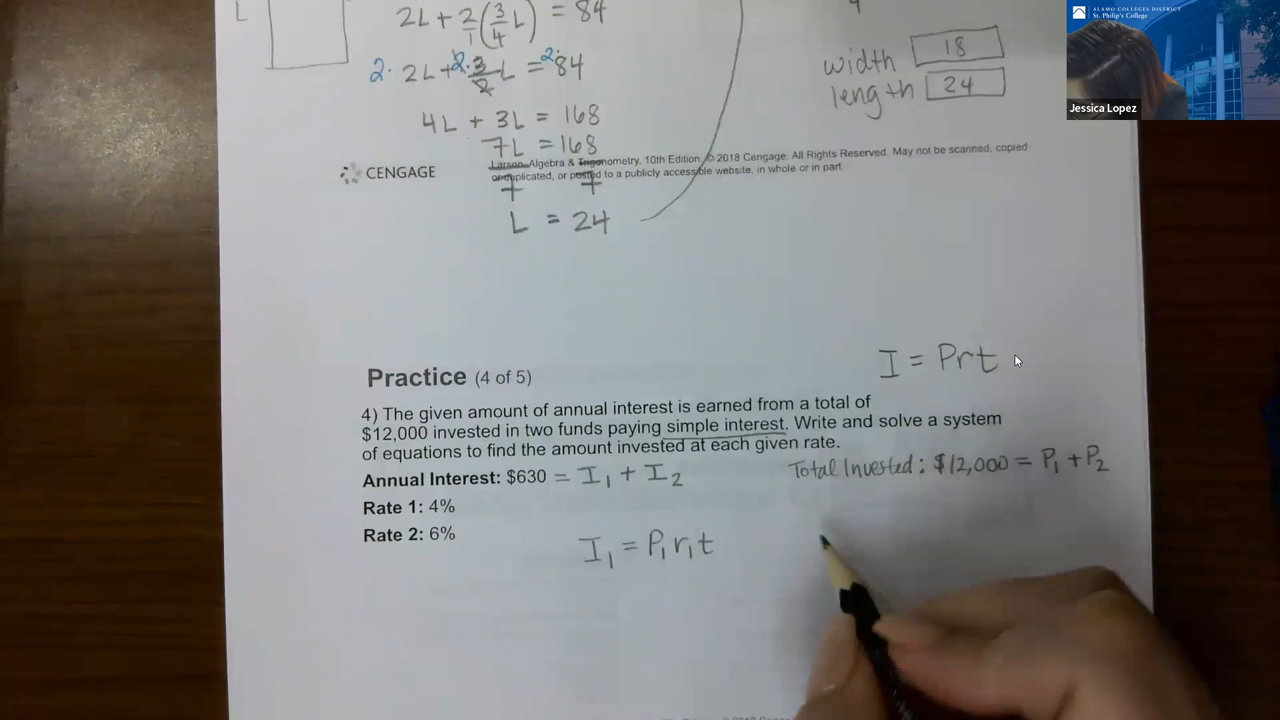 ALAMO COLLEGES DISTRICT
St. Philip's College
Jessica Lopez
L
2L + 2/1 (3/4 L) = 84
2· 2L + 2· 3/2 L = 2· 84
4L + 3L = 168
7L = 168
7 7
L = 24
4
width 18
length 24
CENGAGE
Larson, Algebra & Trigonometry, 10th Edition. © 2018 Cengage. All Rights Reserved. May not be scanned, copied
or duplicated, or posted to a publicly accessible website, in whole or in part.
I = Prt
Practice (4 of 5)
4) The given amount of annual interest is earned from a total of
$12,000 invested in two funds paying simple interest. Write and solve a system
of equations to find the amount invested at each given rate.
Total Invested: $12,000 = P₁ + P₂
Annual Interest: $630 = I₁ + I₂
Rate 1: 4%
Rate 2: 6%
I₁ = P₁r₁t